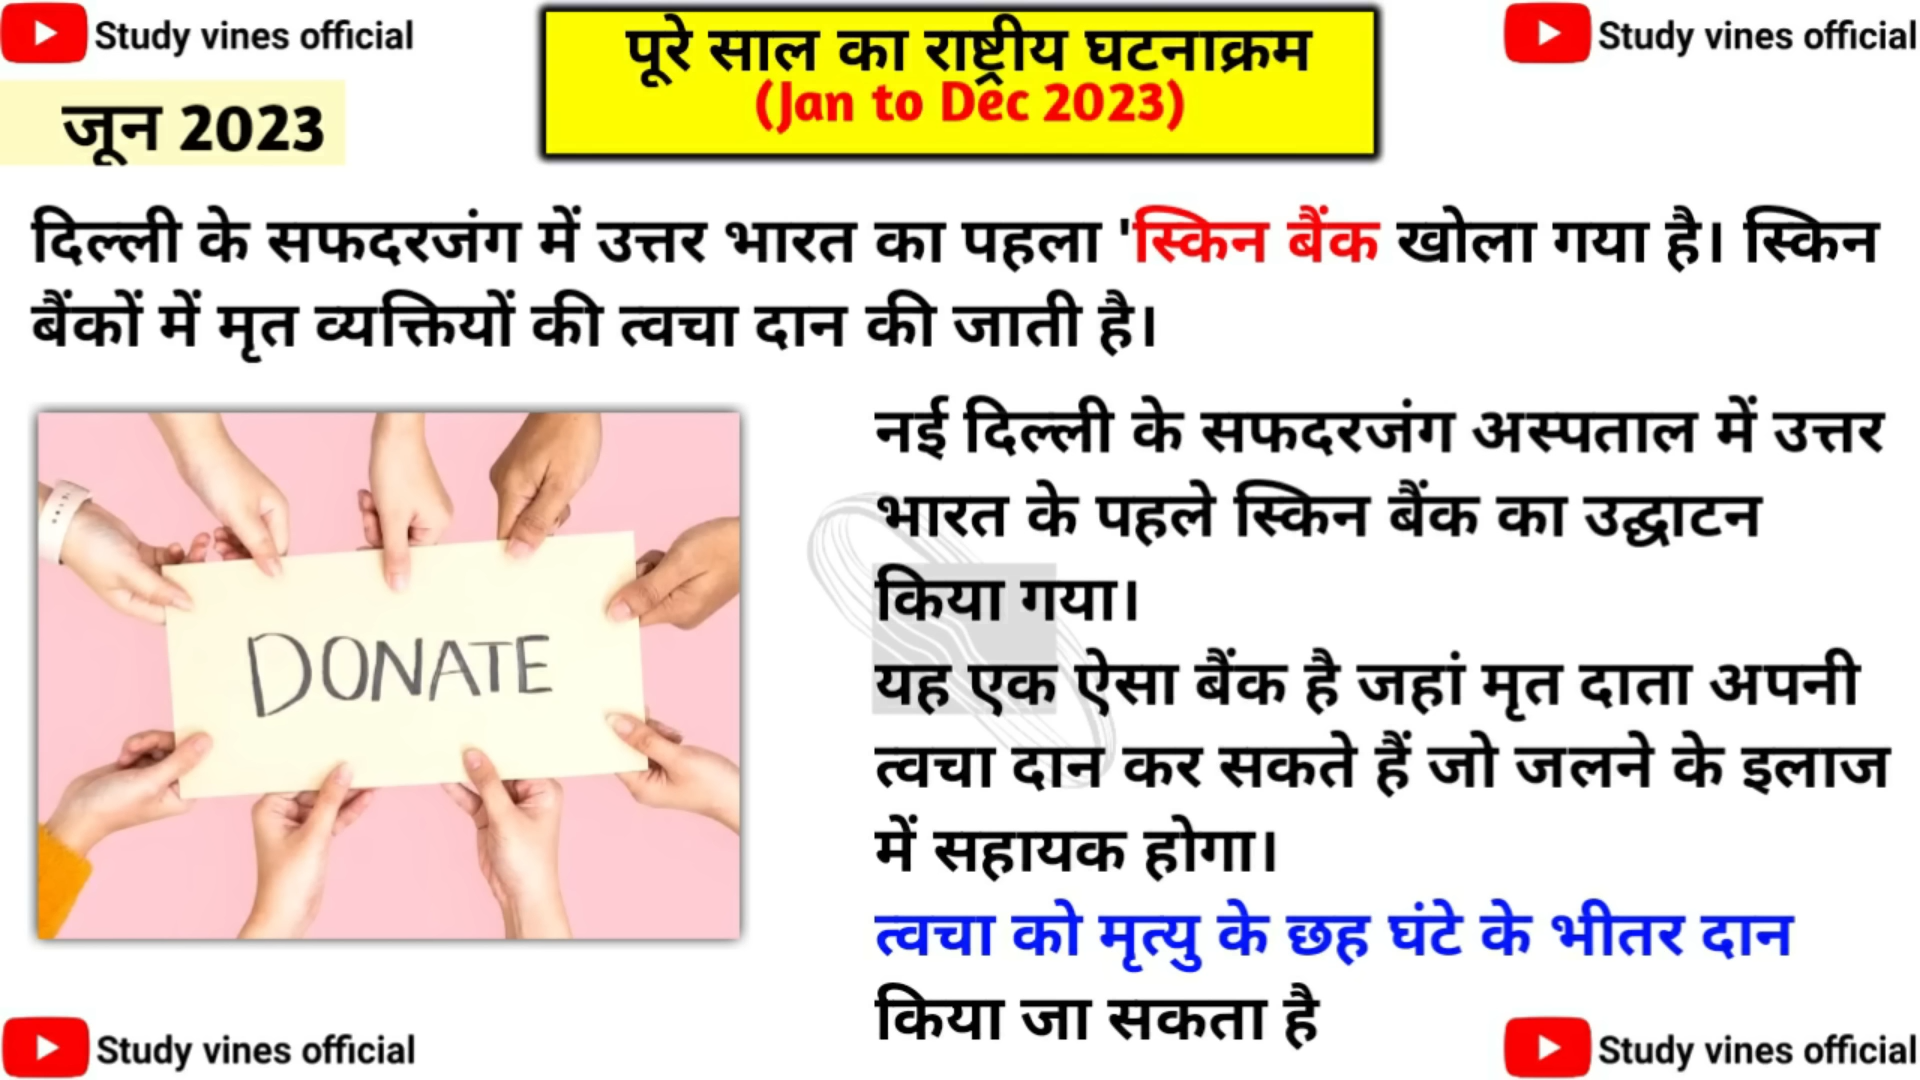 Study vines official
पूरे साल का राष्ट्रीय घटनाक्रम
(Jan to Dec 2023)
Study vines official
जून 2023
दिल्ली के सफदरजंग में उत्तर भारत का पहला 'स्किन बैंक खोला गया है। स्किन
बैंकों में मृत व्यक्तियों की त्वचा दान की जाती है।
DONATE
नई दिल्ली के सफदरजंग अस्पताल में उत्तर
भारत के पहले स्किन बैंक का उद्घाटन
किया गया।
यह एक ऐसा बैंक है जहां मृत दाता अपनी
त्वचा दान कर सकते हैं जो जलने के इलाज
में सहायक होगा।
त्वचा को मृत्यु के छह घंटे के भीतर दान
किया जा सकता है
Study vines official
Study vines official